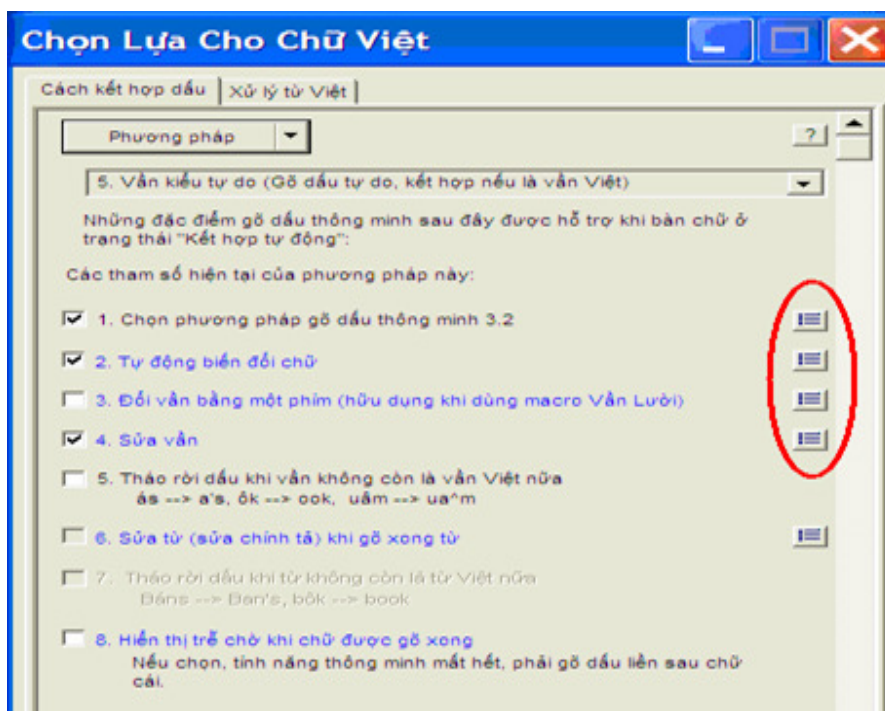 Chọn Lựa Cho Chữ Việt
Cách kết hợp dấu
Xử lý từ Việt
Phương pháp
?
5. Vần kiểu tự do (Gõ dấu tự do, kết hợp nếu là vần Việt)
Những đặc điểm gõ dấu thông minh sau đây được hỗ trợ khi bàn chữ ở
trạng thái "Kết hợp tự động":
Các tham số hiện tại của phương pháp này:
1. Chọn phương pháp gõ dấu thông minh 3.2
2. Tự động biến đổi chữ
3. Đổi vần bằng một phím (hữu dụng khi dùng macro Vần Lười)
4. Sửa vần
5. Tháo rời dấu khi vần không còn là vần Việt nữa
ás --> a's, ôk --> ook, uâm --> ua^m
6. Sửa từ (sửa chính tả) khi gõ xong từ
7. Tháo rời dấu khi từ không còn là từ Việt nữa
Báns --> Ban's, bôk --> book
8. Hiển thị trễ chờ khi chữ được gõ xong
Nếu chọn, tính năng thông minh mất hết, phải gõ dấu liền sau chữ
cái.